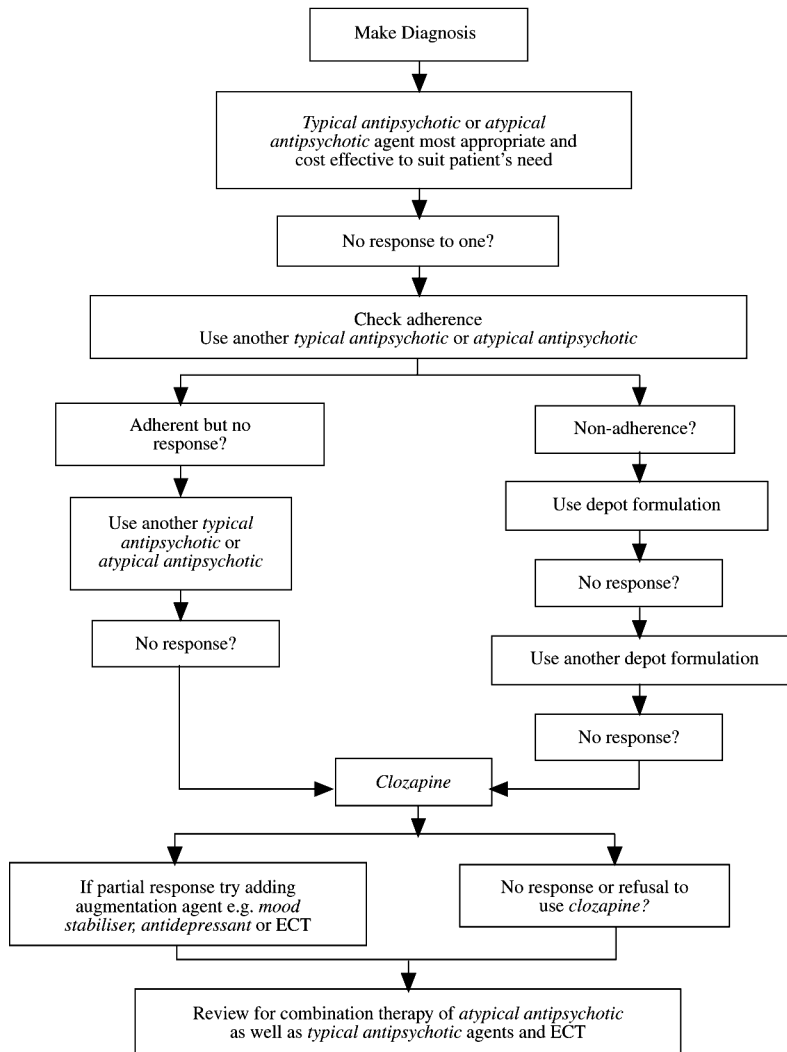 Make Diagnosis
Typical antipsychotic or atypical
antipsychotic agent most appropriate and
cost effective to suit patient’s need
No response to one?
Check adherence
Use another typical antipsychotic or atypical antipsychotic
Adherent but no
response?
Use another typical
antipsychotic or
atypical antipsychotic
No response?
Non-adherence?
Use depot formulation
No response?
Use another depot formulation
No response?
Clozapine
If partial response try adding
augmentation agent e.g. mood
stabiliser, antidepressant or ECT
No response or refusal to
use clozapine?
Review for combination therapy of atypical antipsychotic
as well as typical antipsychotic agents and ECT